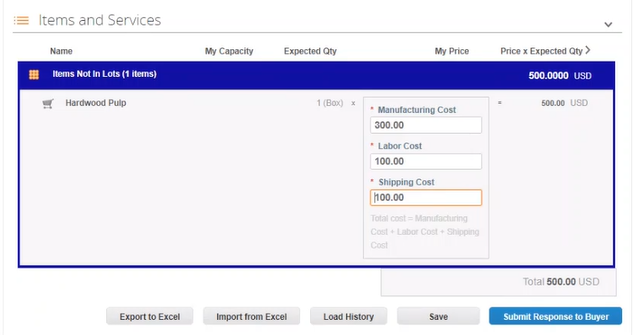 Items and Services
Name My Capacity Expected Qty My Price Price x Expected Qty >
Items Not In Lots (1 items) 500.0000 USD
Hardwood Pulp 1 (Box) x = 500.00 USD
* Manufacturing Cost
300.00
* Labor Cost
100.00
* Shipping Cost
100.00
Total cost = Manufacturing
Cost + Labor Cost + Shipping
Cost
Total 500.00 USD
Export to Excel Import from Excel Load History Save Submit Response to Buyer